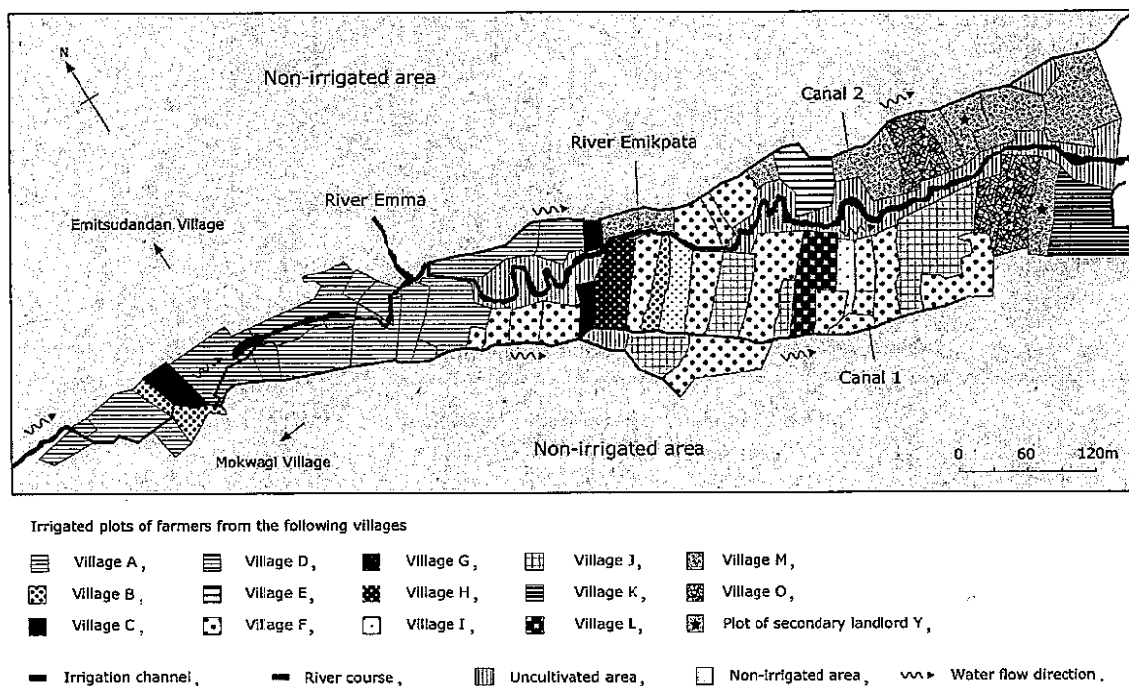 N
Non-irrigated area
Canal 2
River Emikpata
River Emma
Emitsudandan Village
Canal 1
Mokwagi Village
Non-irrigated area
0 60 120m
Irrigated plots of farmers from the following villages
Village A, Village D, Village G, Village J, Village M,
Village B, Village E, Village H, Village K, Village O,
Village C, Village F, Village I, Village L, Plot of secondary landlord Y,
Irrigation channel, River course, Uncultivated area, Non-irrigated area, Water flow direction.